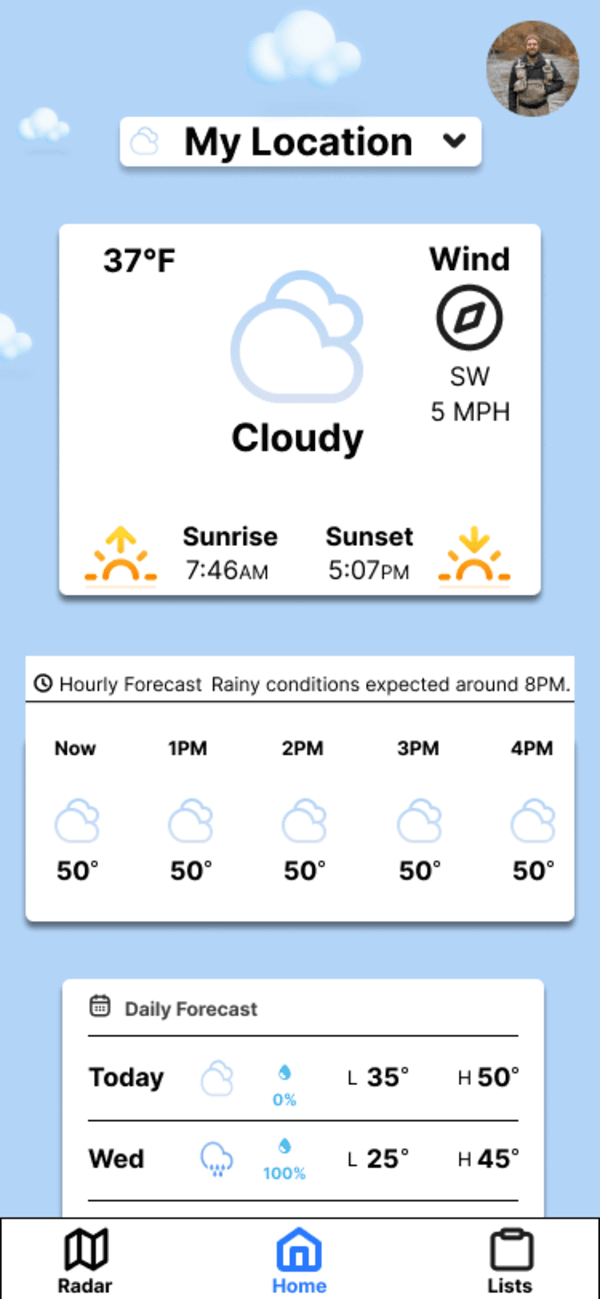 My Location
37°F
Wind
SW
5 MPH
Cloudy
Sunrise Sunset
7:46AM 5:07PM
Hourly Forecast Rainy conditions expected around 8PM.
Now 1PM 2PM 3PM 4PM
50° 50° 50° 50° 50°
Daily Forecast
Today 0% L 35° H 50°
Wed 100% L 25° H 45°
Radar Home Lists